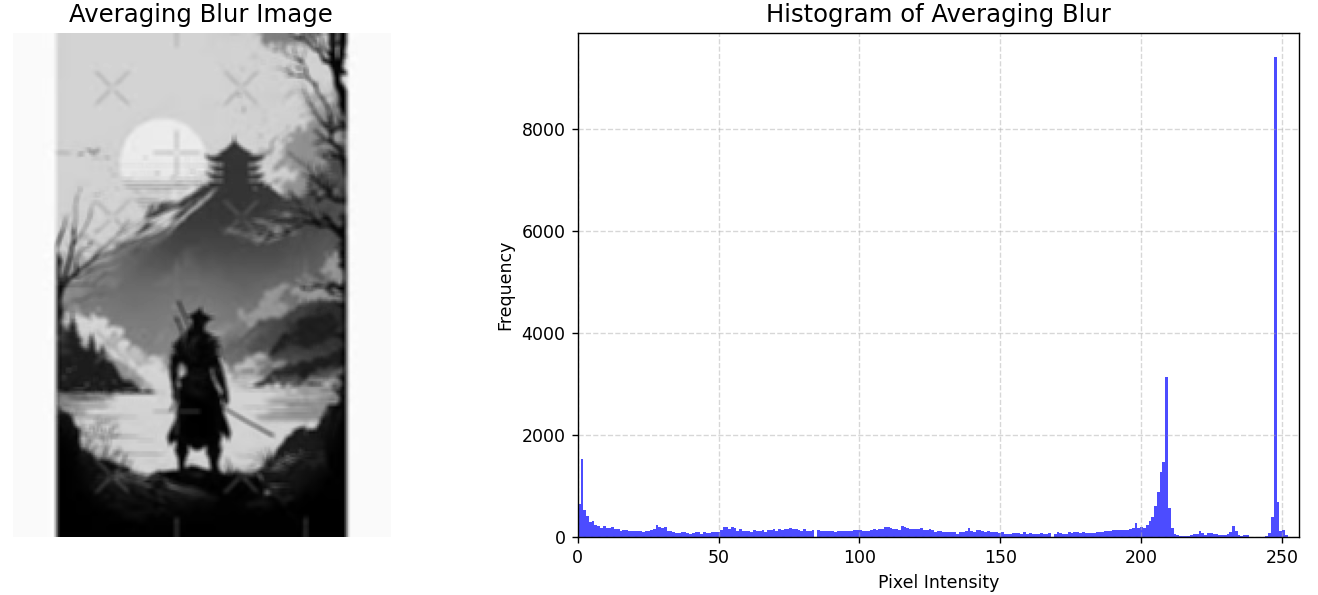 Averaging Blur Image
Histogram of Averaging Blur
Frequency
8000
6000
4000
2000
0
0 50 100 150 200 250
Pixel Intensity